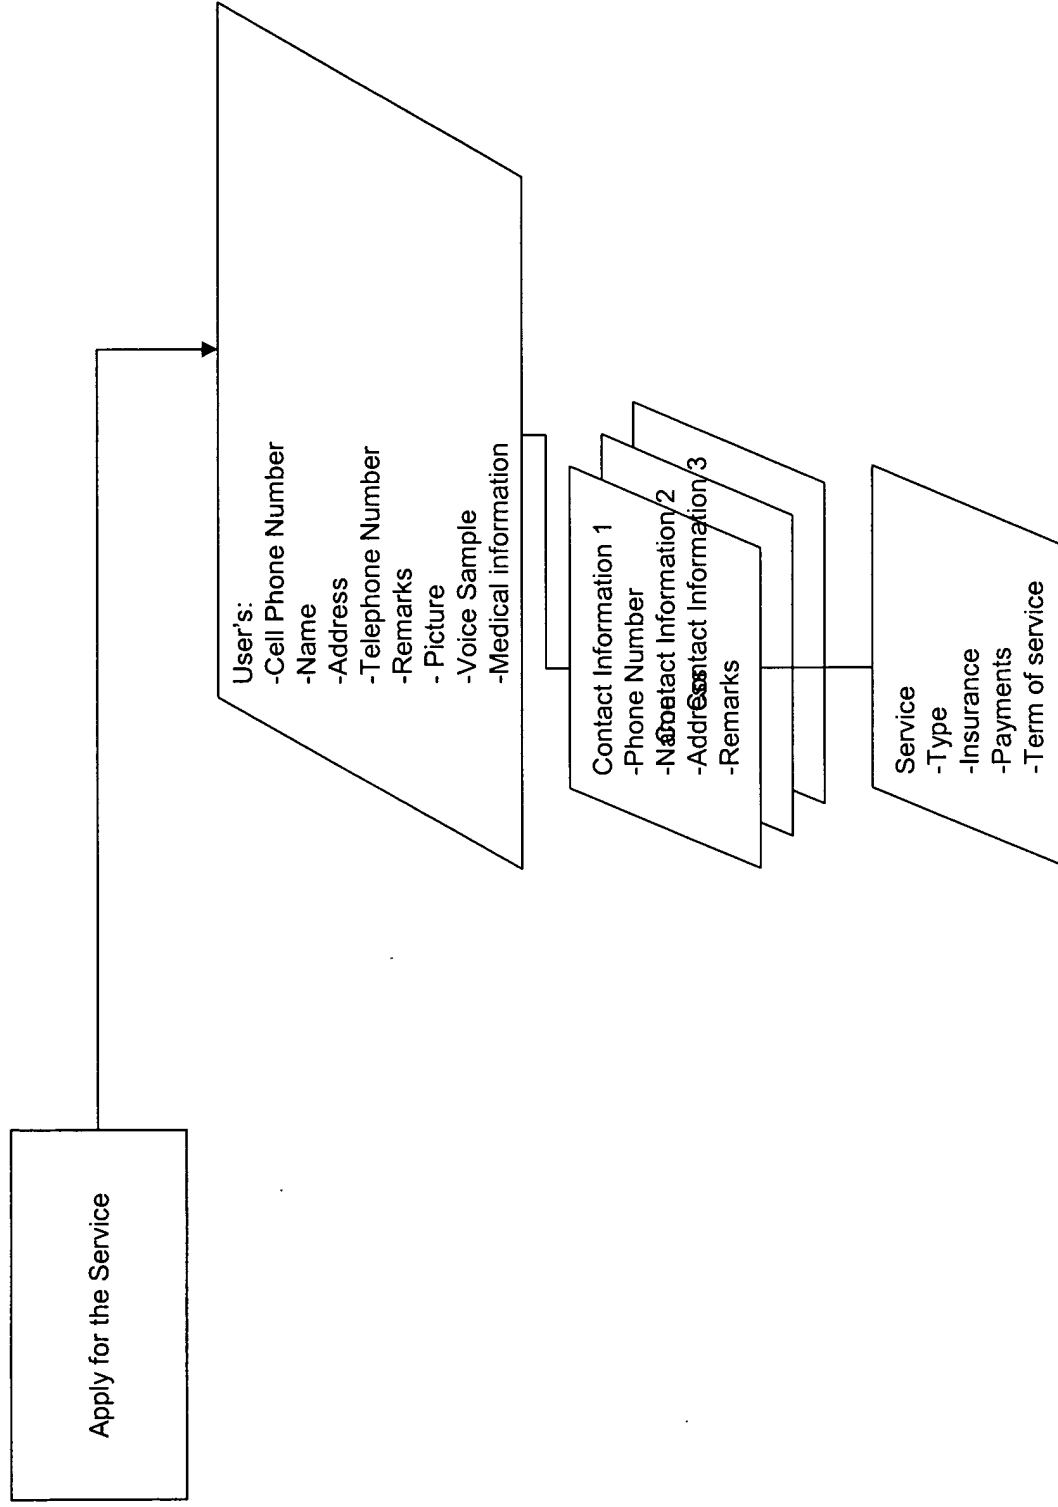 Apply for the Service
User's:
-Cell Phone Number
-Name
-Address
-Telephone Number
-Remarks
- Picture
-Voice Sample
-Medical information
Contact Information 1
-Phone Number
-Name
-Address
-Remarks
Contact Information 2
Contact Information 3
Service
-Type
-Insurance
-Payments
-Term of service